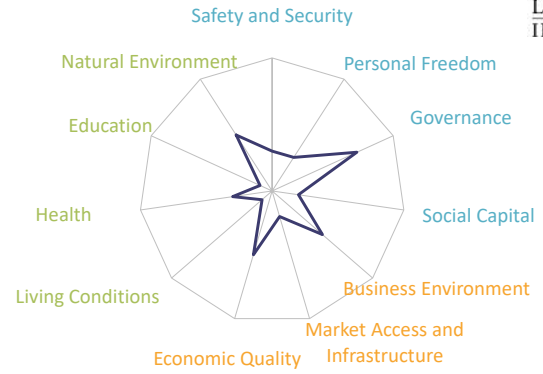 Safety and Security
Personal Freedom
Governance
Social Capital
Business Environment
Market Access and
Infrastructure
Economic Quality
Living Conditions
Health
Education
Natural Environment